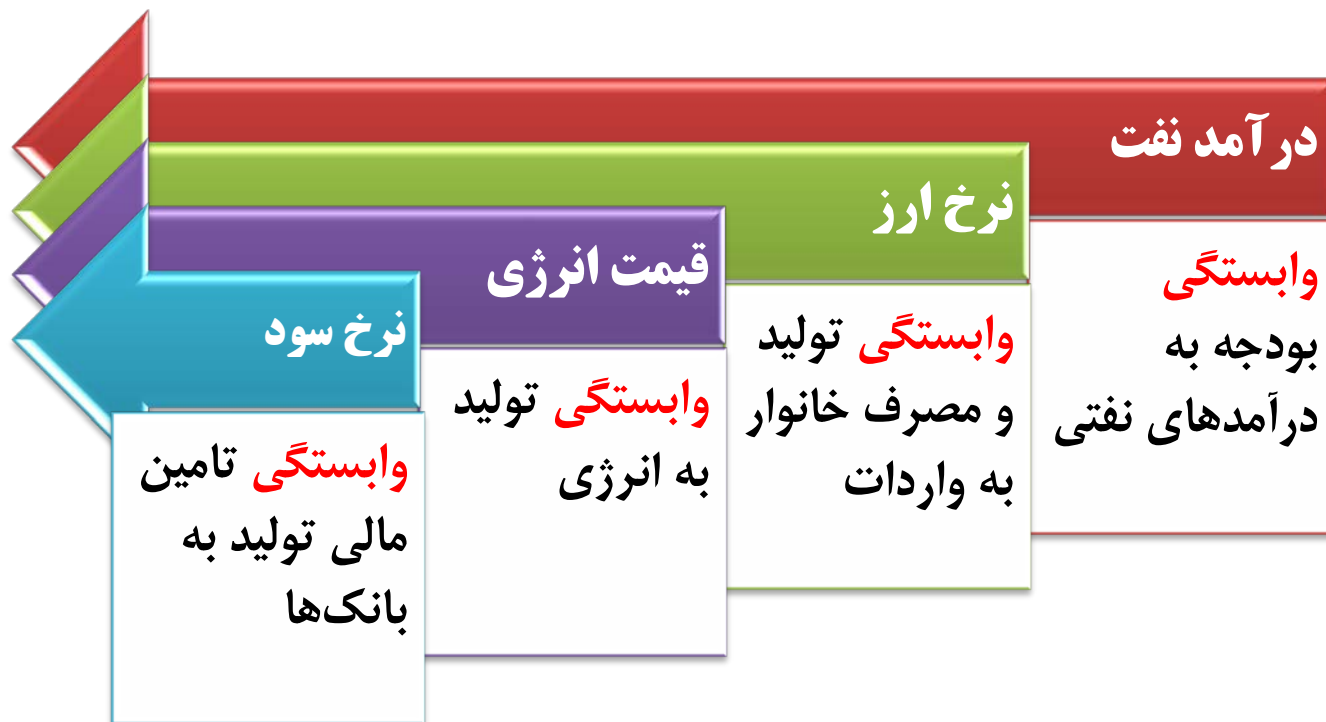 درآمد نفت
وابستگی
بودجه به
درآمدهای نفتی
نرخ ارز
وابستگی تولید
و مصرف خانوار
به واردات
قیمت انرژی
وابستگی تولید
به انرژی
نرخ سود
وابستگی تامین
مالی تولید به
بانک‌ها